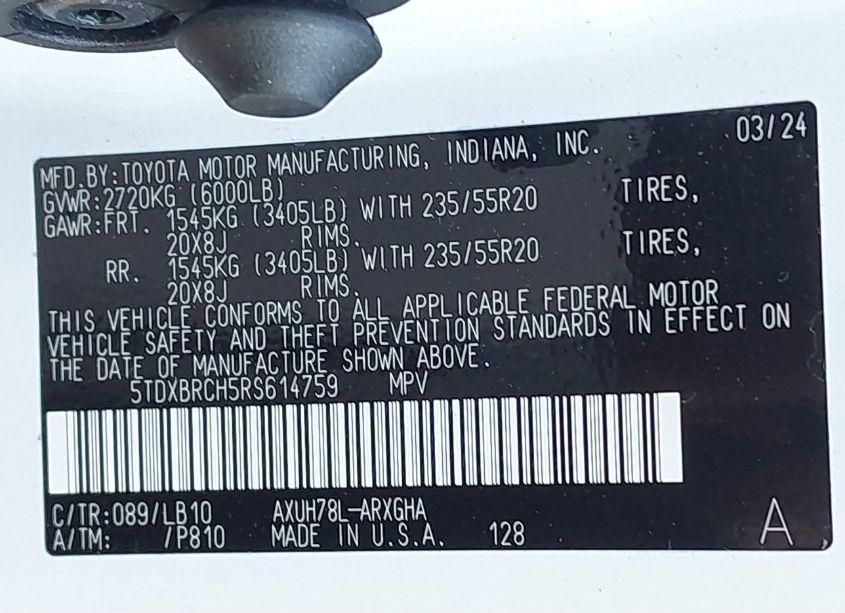 03/24
MFD.BY:TOYOTA MOTOR MANUFACTURING, INDIANA, INC.
GVWR:2720KG (6000LB)
GAWR:FRT. 1545KG (3405LB) WITH 235/55R20 TIRES,
20X8J RIMS.
RR. 1545KG (3405LB) WITH 235/55R20 TIRES,
20X8J RIMS.
THIS VEHICLE CONFORMS TO ALL APPLICABLE FEDERAL MOTOR
VEHICLE SAFETY AND THEFT PREVENTION STANDARDS IN EFFECT ON
THE DATE OF MANUFACTURE SHOWN ABOVE.
5TDXBRCH5RS614759 MPV
C/TR:089/LB10 AXUH78L-ARXGHA
A/TM: /P810 MADE IN U.S.A. 128 A